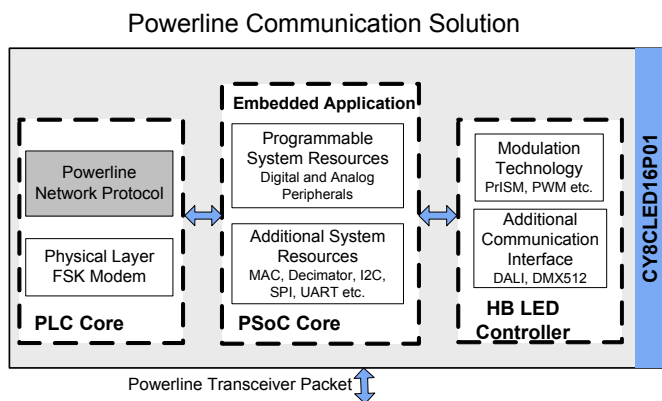 Powerline Communication Solution
Powerline
Network Protocol
Physical Layer
FSK Modem
PLC Core
Embedded Application
Programmable
System Resources
Digital and Analog
Peripherals
Additional System
Resources
MAC, Decimator, I2C,
SPI, UART etc.
PSoC Core
Modulation
Technology
PrISM, PWM etc.
Additional
Communication
Interface
DALI, DMX512
HB LED
Controller
CY8CLED16P01
Powerline Transceiver Packet